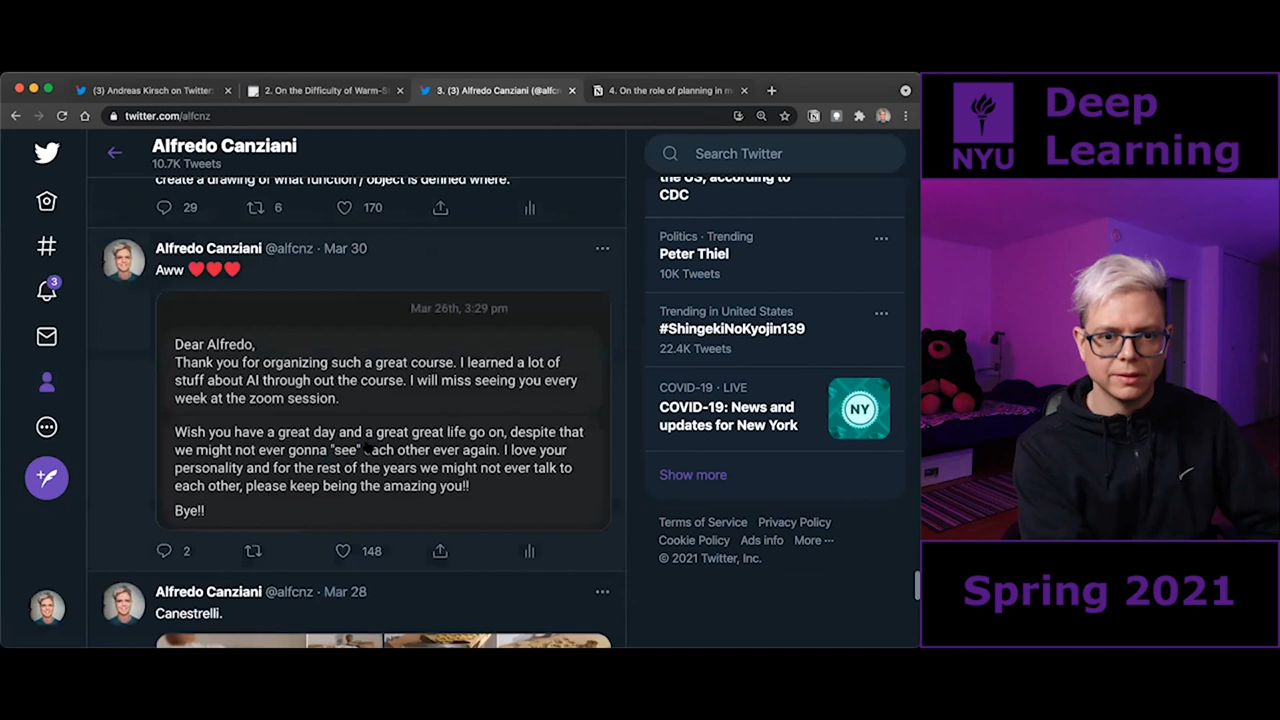 (3) Andreas Kirsch on Twitter:
2. On the Difficulty of Warm-S
3. (3) Alfredo Canziani (@alfcn
4. On the role of planning in m
twitter.com/alfcnz
Alfredo Canziani
10.7K Tweets
Search Twitter
create a drawing of what function / object is defined where.
29 6 170
Alfredo Canziani @alfcnz · Mar 30
Aww ❤️❤️❤️
Mar 26th, 3:29 pm
Dear Alfredo,
Thank you for organizing such a great course. I learned a lot of
stuff about AI through out the course. I will miss seeing you every
week at the zoom session.
Wish you have a great day and a great great life go on, despite that
we might not ever gonna "see" each other ever again. I love your
personality and for the rest of the years we might not ever talk to
each other, please keep being the amazing you!!
Bye!!
2 148
Alfredo Canziani @alfcnz · Mar 28
Canestrelli.
3
the US, according to
CDC
Politics · Trending
Peter Thiel
10K Tweets
Trending in United States
#ShingekiNoKyojin139
22.4K Tweets
COVID-19 · LIVE
COVID-19: News and
updates for New York
NY
Show more
Terms of Service Privacy Policy
Cookie Policy Ads info More ···
© 2021 Twitter, Inc.
NYU
Deep
Learning
Spring 2021